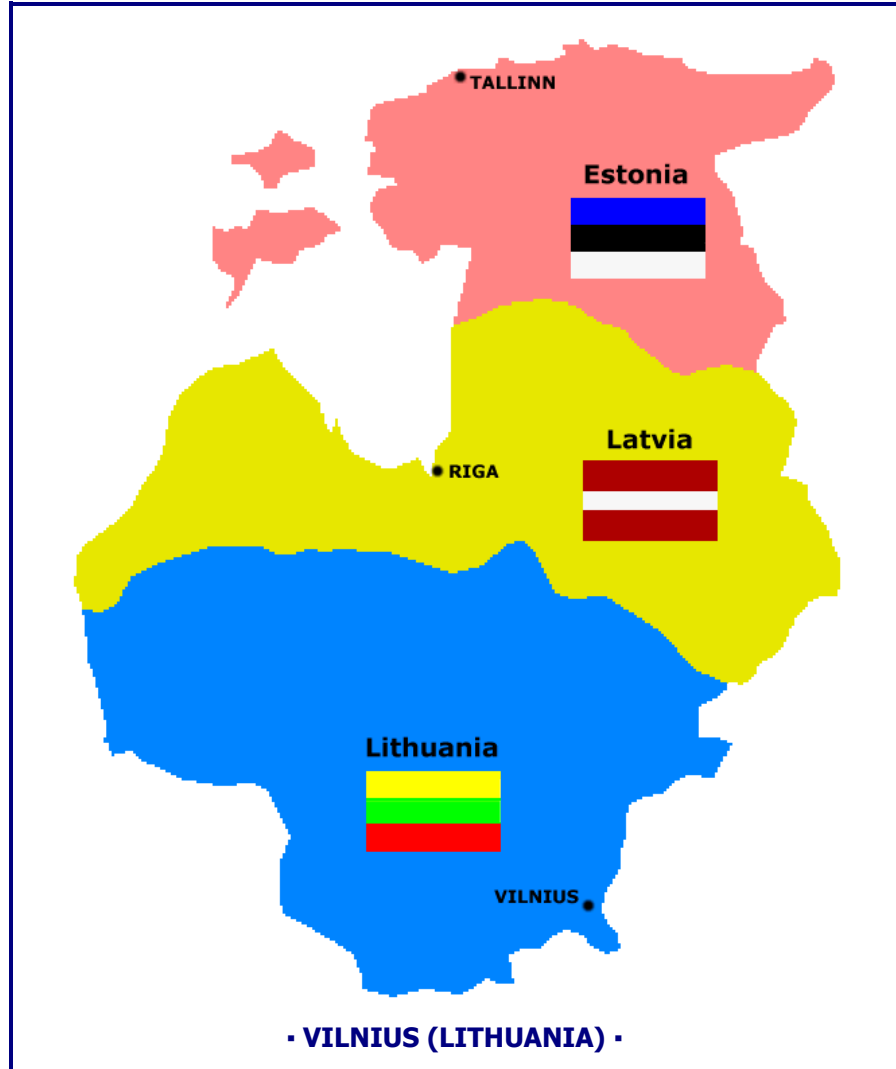 TALLINN
Estonia
Latvia
RIGA
Lithuania
VILNIUS
· VILNIUS (LITHUANIA) ·